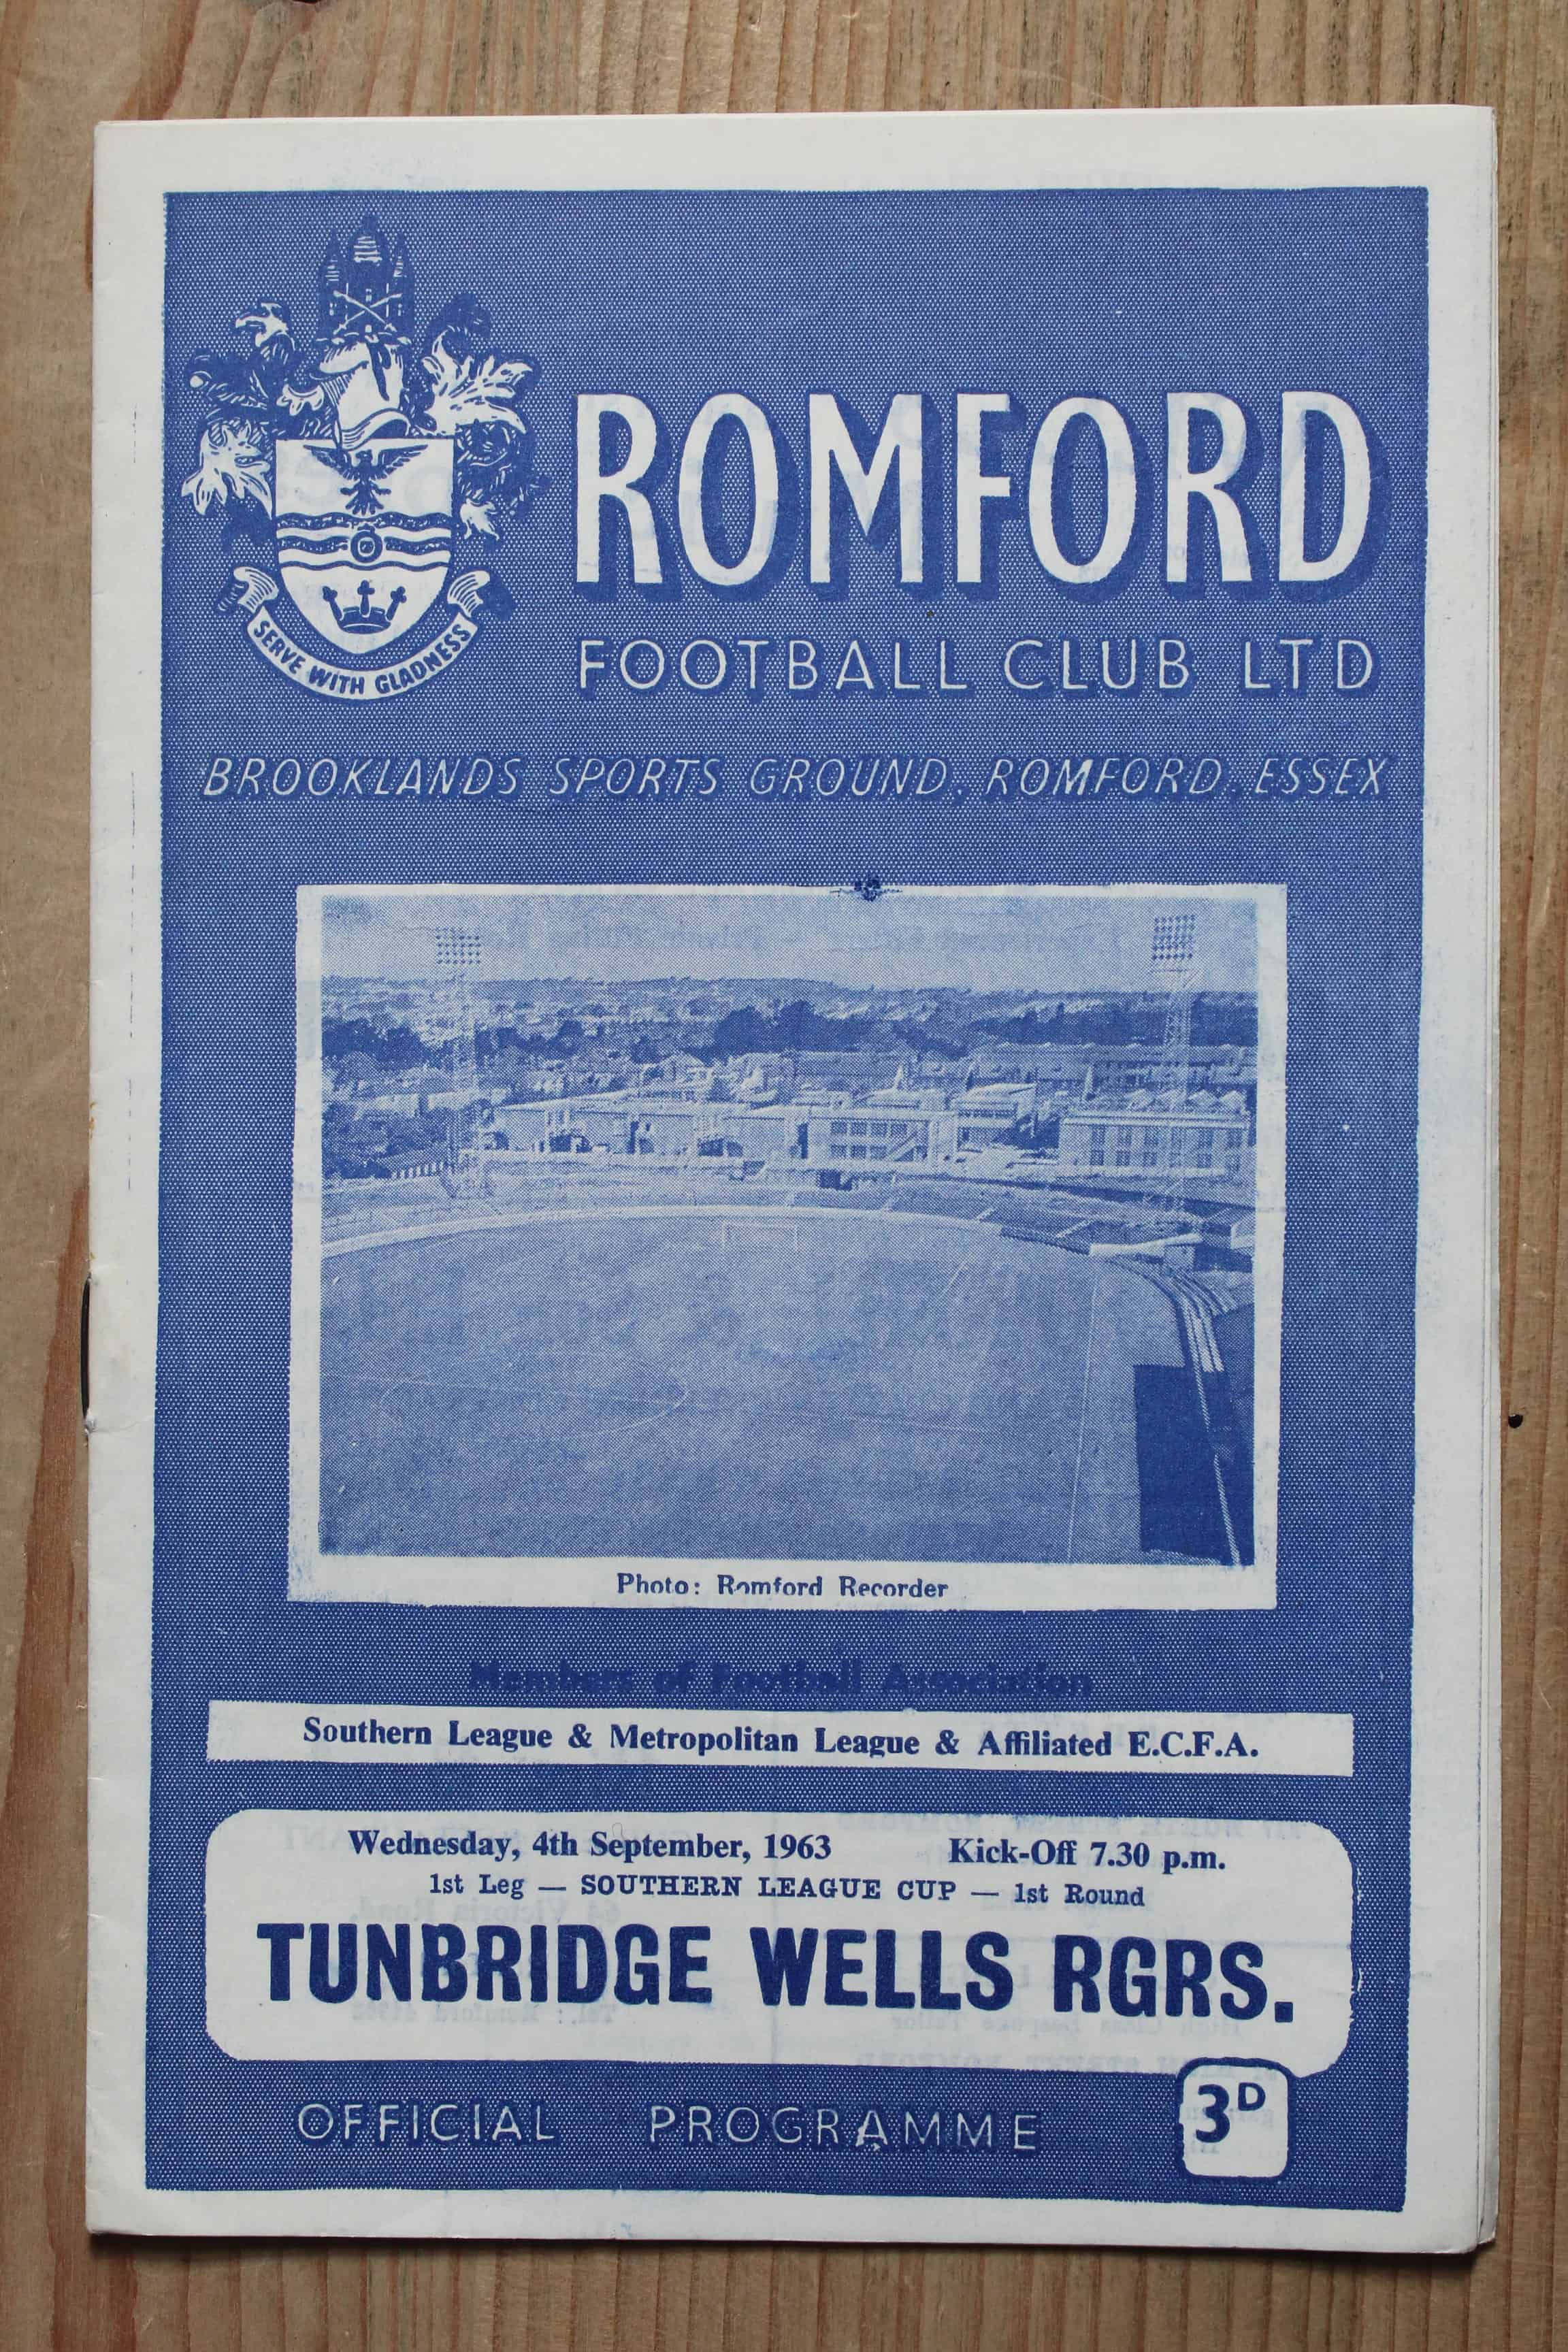 SERVE WITH GLADNESS
ROMFORD
FOOTBALL CLUB LTD
BROOKLANDS SPORTS GROUND, ROMFORD, ESSEX
Photo: Romford Recorder
Members of Football Association
Southern League & Metropolitan League & Affiliated E.C.F.A.
Wednesday, 4th September, 1963 Kick-Off 7.30 p.m.
1st Leg — SOUTHERN LEAGUE CUP — 1st Round
TUNBRIDGE WELLS RGRS.
OFFICIAL PROGRAMME
3D